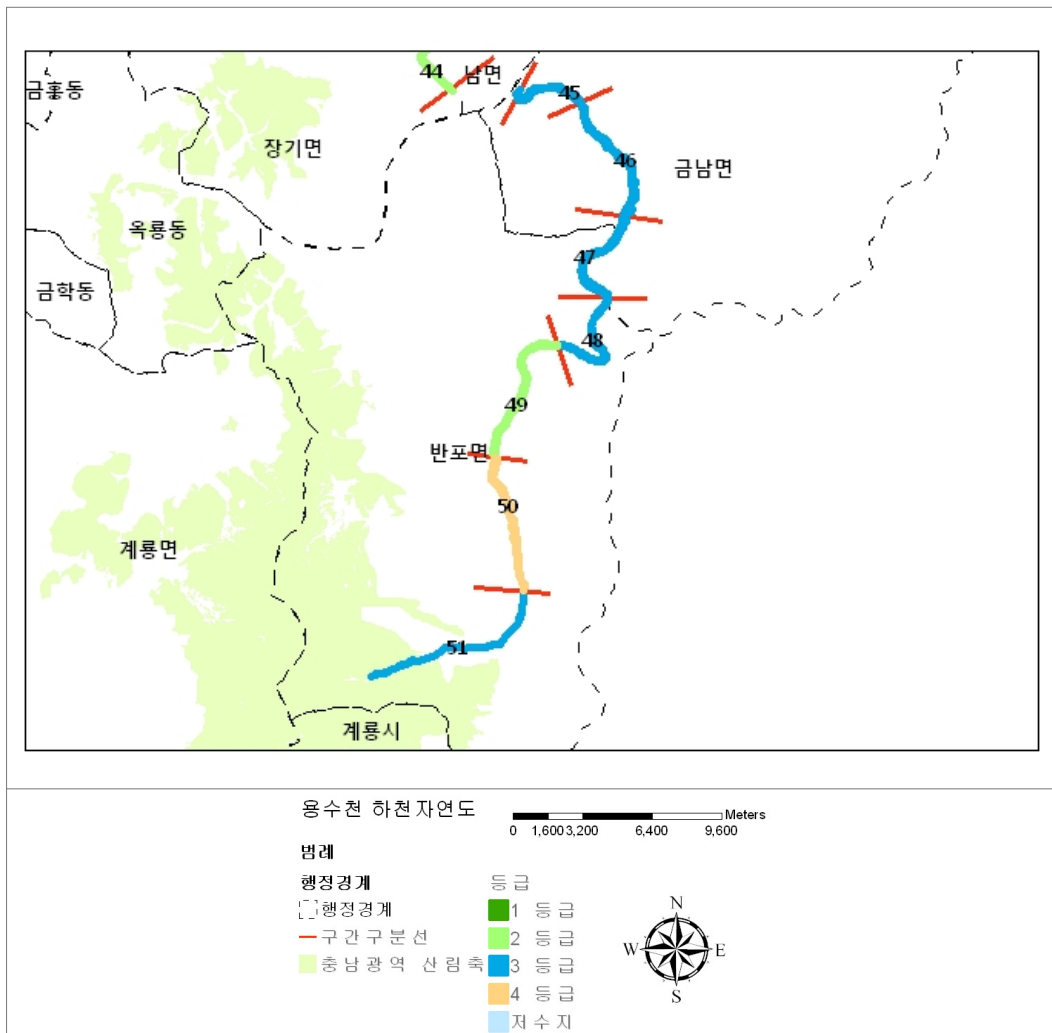 44
남면
45
금흥동
장기면
46
금남면
옥룡동
47
금학동
48
49
반포면
50
계룡면
51
계룡시
용수천 하천자연도
0 1,600 3,200 6,400 9,600 Meters
범례
행정경계
행정경계
구간구분선
충남광역 산림축
등급
1 등급
2 등급
3 등급
4 등급
저수지
N
W E
S